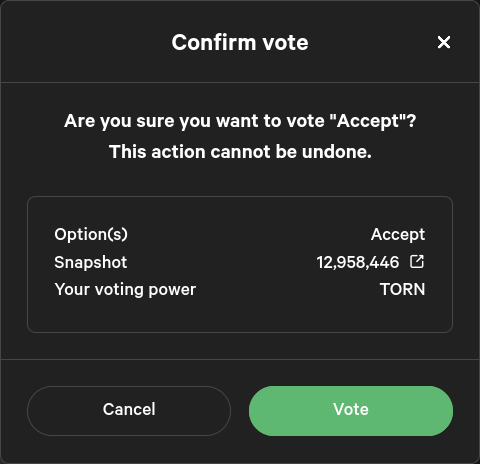 Confirm vote
Are you sure you want to vote "Accept"?
This action cannot be undone.
Option(s) Accept
Snapshot 12,958,446
Your voting power TORN
Cancel Vote